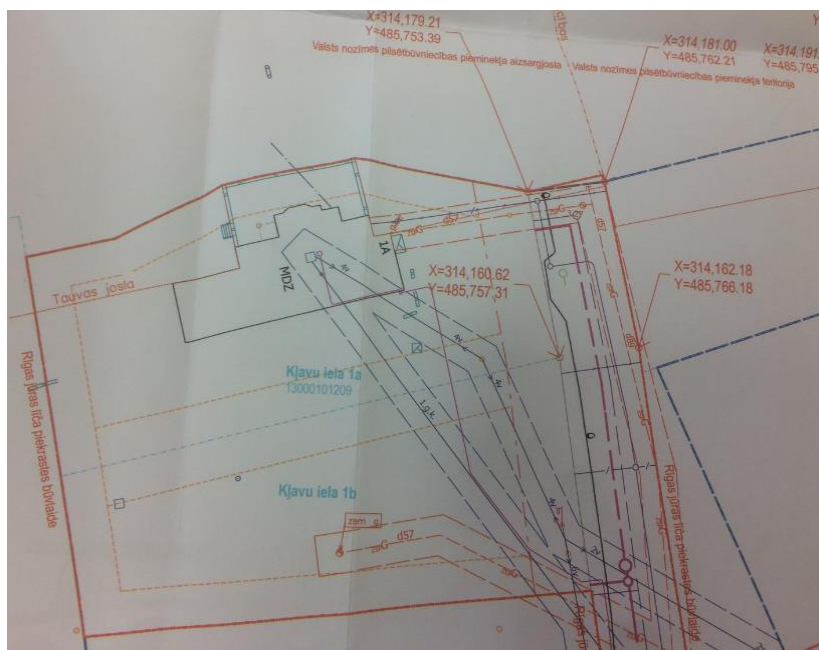 X=314,179.21
Y=485,753.39
Valsts nozīmes pilsētbūvniecības pieminekļa aizsargjosla
X=314,181.00
Y=485,762.21
X=314,191.
Y=485,795
Valsts nozīmes pilsētbūvniecības pieminekļa teritorija
1A
MDZ
X=314,160.62
Y=485,757.31
X=314,162.18
Y=485,766.18
Tauvas josla
Rīgas jūras līča piekrastes būvlaide
Kļavu iela 1a
13000101209
1.g.k.
Kļavu iela 1b
zem g
d57
Rīgas jūras līča piekrastes būvlaide
Rīgas jū